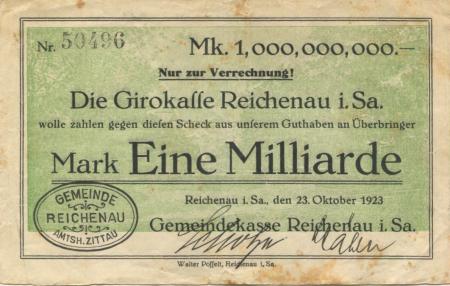 Nr. 50496 Mk. 1,000,000,000.—
Nur zur Verrechnung!
Die Girokasse Reichenau i. Sa.
wolle zahlen gegen diesen Scheck aus unserem Guthaben an Überbringer
Mark Eine Milliarde
Reichenau i. Sa., den 23. Oktober 1923
Gemeindekasse Reichenau i. Sa.
GEMEINDE
REICHENAU
AMTSH. ZITTAU
Walter Posselt, Reichenau i. Sa.